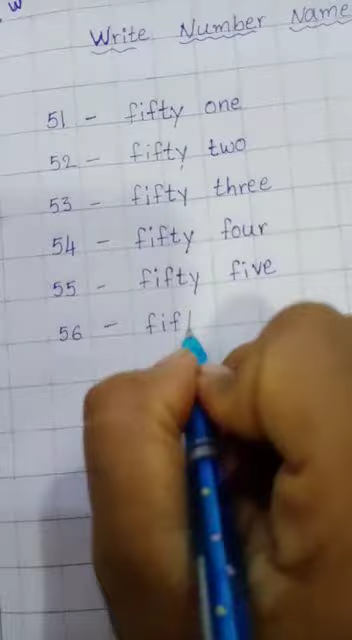 w
Write Number Name
51 - fifty one
52 - fifty two
53 - fifty three
54 - fifty four
55 - fifty five
56 - fif